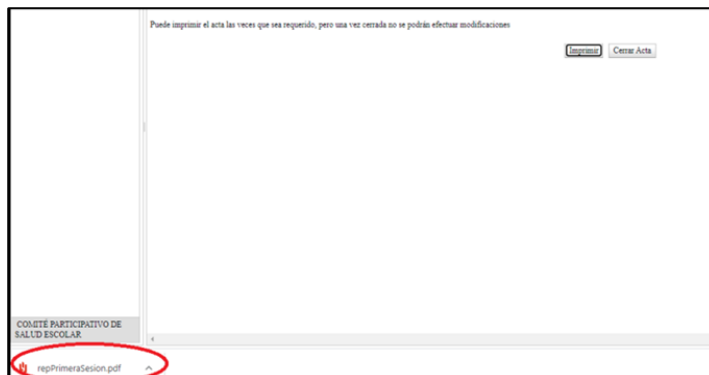 Puede imprimir el acta las veces que sea requerido, pero una vez cerrada no se podrán efectuar modificaciones
Imprimir Cerrar Acta
COMITÉ PARTICIPATIVO DE
SALUD ESCOLAR
repPrimeraSesion.pdf